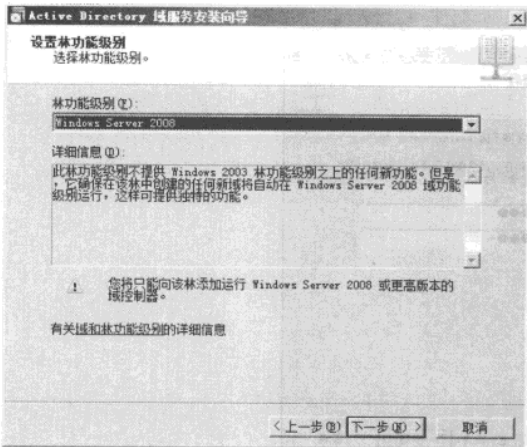 Active Directory 域服务安装向导
设置林功能级别
选择林功能级别。
林功能级别(F):
Windows Server 2008
详细信息(D):
此林功能级别不提供 Windows 2003 林功能级别之上的任何新功能。但是
，它确保在该林中创建的任何新域将自动在 Windows Server 2008 域功能
级别运行，这样可提供独特的功能。
您将只能向该林添加运行 Windows Server 2008 或更高版本的
域控制器。
有关域和林功能级别的详细信息
< 上一步(B) 下一步(N) > 取消